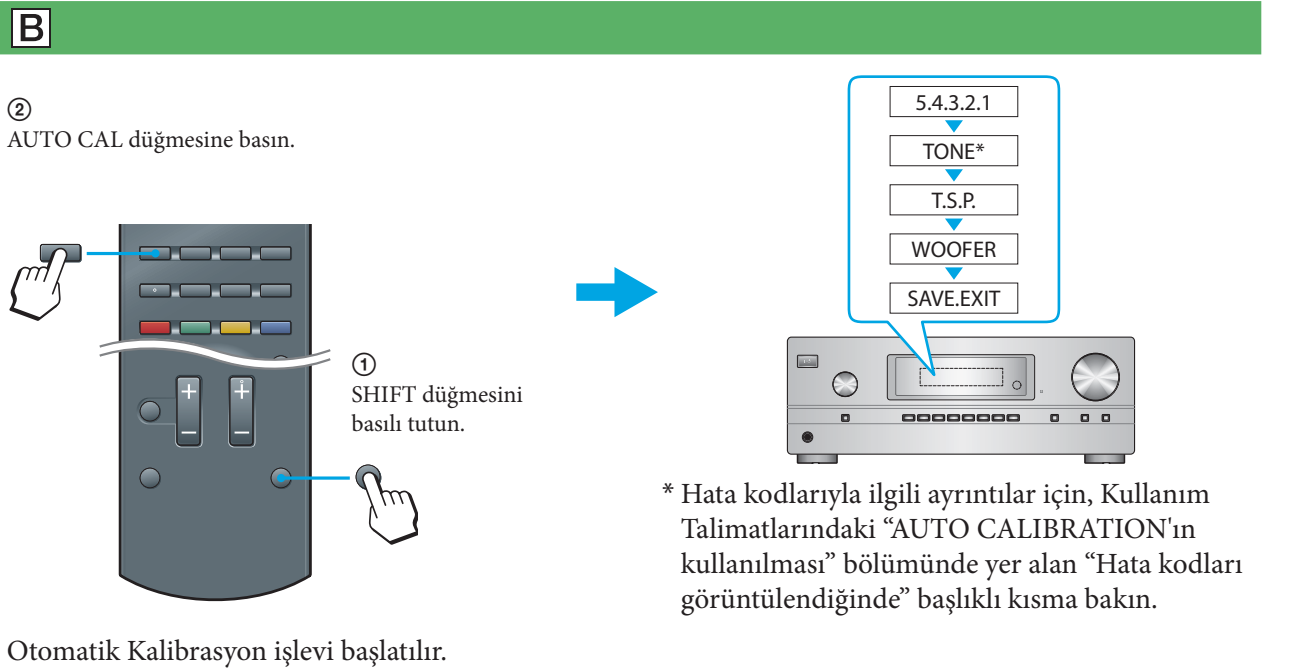 B
②
AUTO CAL düğmesine basın.
①
SHIFT düğmesini
basılı tutun.
5.4.3.2.1
TONE*
T.S.P.
WOOFER
SAVE.EXIT
* Hata kodlarıyla ilgili ayrıntılar için, Kullanım
Talimatlarındaki “AUTO CALIBRATION'ın
kullanılması” bölümünde yer alan “Hata kodları
görüntülendiğinde” başlıklı kısma bakın.
Otomatik Kalibrasyon işlevi başlatılır.